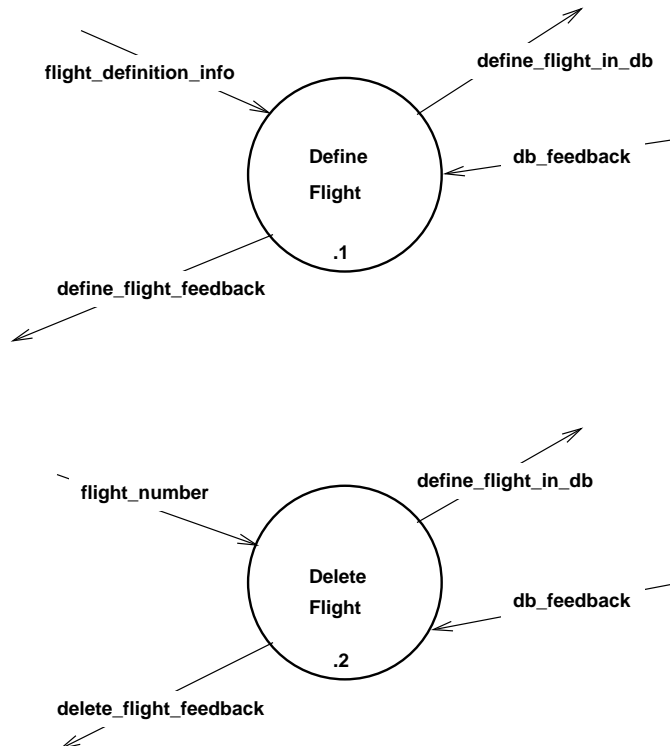 flight_definition_info
define_flight_in_db
Define
Flight
.1
db_feedback
define_flight_feedback
flight_number
define_flight_in_db
Delete
Flight
.2
db_feedback
delete_flight_feedback